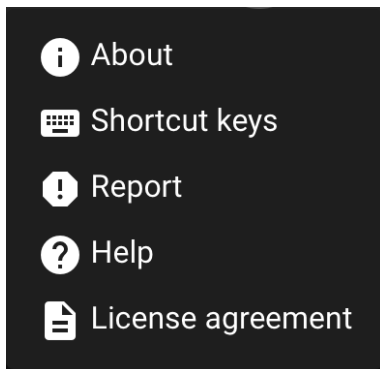 About
Shortcut keys
Report
Help
License agreement